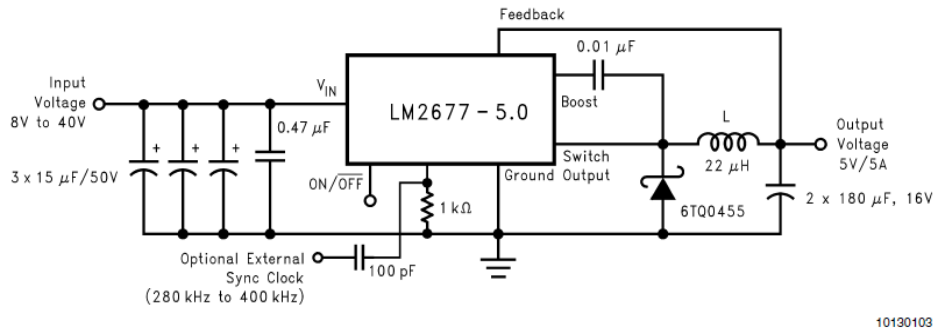 Feedback
0.01 μF
Input
Voltage
8V to 40V
V_IN
LM2677 - 5.0
Boost
L
Output
Voltage
5V/5A
0.47 μF
Switch
Output
22 μH
3 x 15 μF/50V
ON/OFF
Ground
1 kΩ
6TQ0455
2 x 180 μF, 16V
Optional External
Sync Clock
(280 kHz to 400 kHz)
100 pF
+
+
+
10130103